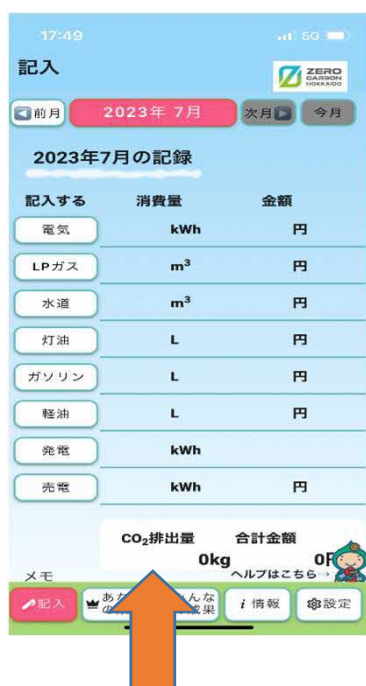 17:49
5G
記入
ZERO
CARBON
HOKKAIDO
前月
2023年 7月
次月
今月
2023年7月の記録
記入する 消費量 金額
電気 kWh 円
LPガス m³ 円
水道 m³ 円
灯油 L 円
ガソリン L 円
軽油 L 円
発電 kWh
売電 kWh 円
CO₂排出量 合計金額
0kg 0円
メモ ヘルプはこちら→
記入
i 情報
設定